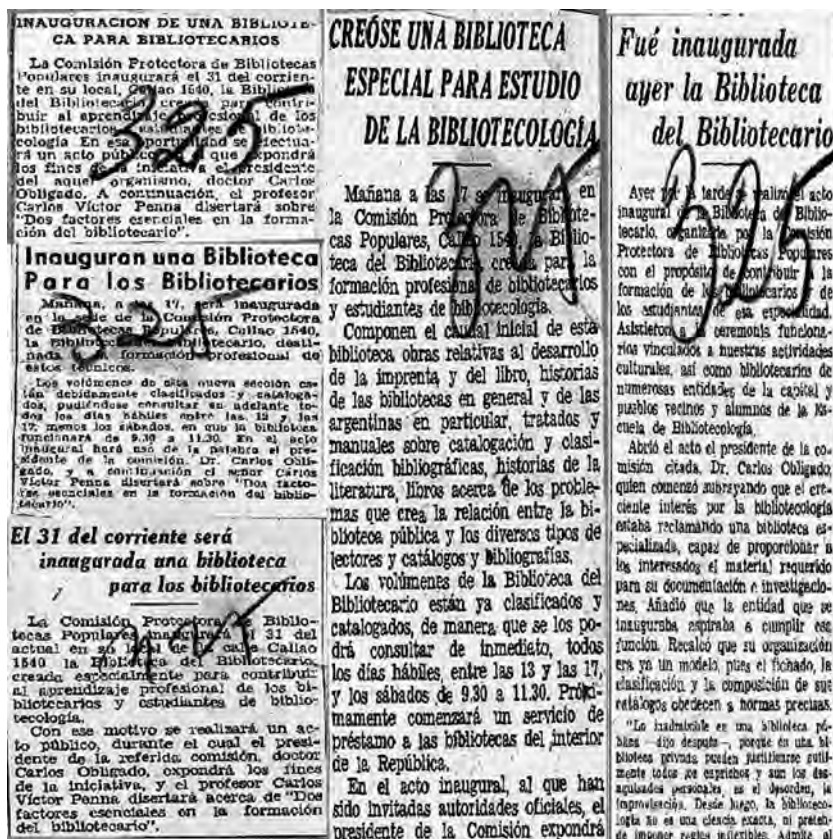 INAUGURACION DE UNA BIBLIOTE-
CA PARA BIBLIOTECARIOS
La Comisión Protectora de Bibliotecas
Populares inaugurará el 31 del corrien-
te en su local, Callao 1540, la Biblioteca
del Bibliotecario, creada para contri-
buir al aprendizaje profesional de los
bibliotecarios y estudiantes de bibliote-
cología En esa oportunidad se efectua-
rá un acto público en el que expondrá
los fines de la iniciativa el presidente
del aquel organismo, doctor Carlos
Obligado. A continuación, el profesor
Carlos Víctor Penna disertará sobre
"Dos factores esenciales en la forma-
ción del bibliotecario".
325
Inauguran una Biblioteca
Para los Bibliotecarios
Mañana, a las 17, será inaugurada
en la sede de la Comisión Protectora
de Bibliotecas Populares, Callao 1540,
la biblioteca del bibliotecario, desti-
nada a la formación profesional de
estos técnicos.
Los volúmenes de esta nueva sección es-
tán debidamente clasificados y cataloga-
dos, pudiéndose consultar en adelante to-
dos los días hábiles entre las 13 y las
17, menos los sábados, en que la biblioteca
funcionará de 9.30 a 11.30. En el acto
inaugural hará uso de la palabra el pre-
sidente de la comisión, Dr. Carlos Obli-
gado, y a continuación el señor Carlos
Víctor Penna disertará sobre "Dos facto-
res esenciales en la formación del biblio-
tecario".
325
El 31 del corriente será
inaugurada una biblioteca
para los bibliotecarios
La Comisión Protectora de Biblio-
tecas Populares inaugurará el 31 del
actual en su local de la calle Callao
1540 la Biblioteca del Bibliotecario,
creada especialmente para contribuir
al aprendizaje profesional de los bi-
bliotecarios y estudiantes de biblio-
tecología.
Con ese motivo se realizará un ac-
to público, durante el cual el presi-
dente de la referida comisión, doctor
Carlos Obligado, expondrá los fines
de la iniciativa, y el profesor Carlos
Víctor Penna disertará acerca de "Dos
factores esenciales en la formación
del bibliotecario".
CREÓSE UNA BIBLIOTECA
ESPECIAL PARA ESTUDIO
DE LA BIBLIOTECOLOGÍA
Mañana a las 17 se inaugurará en
la Comisión Protectora de Bibliote-
cas Populares, Callao 1540, la Biblio-
teca del Bibliotecario, creada para la
formación profesional de bibliotecarios
y estudiantes de bibliotecología.
Componen el caudal inicial de esta
biblioteca obras relativas al desarrollo
de la imprenta y del libro, historias
de las bibliotecas en general y de las
argentinas en particular, tratados y
manuales sobre catalogación y clasi-
ficación bibliográficas, historias de la
literatura, libros acerca de los proble-
mas que crea la relación entre la bi-
blioteca pública y los diversos tipos de
lectores y catálogos y bibliografías.
Los volúmenes de la Biblioteca del
Bibliotecario están ya clasificados y
catalogados, de manera que se los po-
drá consultar de inmediato, todos
los días hábiles, entre las 13 y las 17,
y los sábados de 9.30 a 11.30. Próxi-
mamente comenzará un servicio de
préstamo a las bibliotecas del interior
de la República.
En el acto inaugural, al que han
sido invitadas autoridades oficiales, el
presidente de la Comisión expondrá
325
Fué inaugurada
ayer la Biblioteca
del Bibliotecario
Ayer por la tarde se realizó el acto
inaugural de la Biblioteca del Biblio-
tecario, organizada por la Comisión
Protectora de Bibliotecas Populares
con el propósito de contribuir a la
formación de los bibliotecarios y de
los estudiantes de esa especialidad.
Asistieron a la ceremonia funciona-
rios vinculados a nuestras actividades
culturales, así como bibliotecarios de
numerosas entidades de la capital y
pueblos vecinos y alumnos de la Es-
cuela de Bibliotecología.
Abrió el acto el presidente de la co-
misión citada, Dr. Carlos Obligado,
quien comenzó subrayando que el cre-
ciente interés por la bibliotecología
estaba reclamando una biblioteca es-
pecializada, capaz de proporcionar a
los interesados el material requerido
para su documentación e investigacio-
nes. Añadió que la entidad que se
inauguraba aspiraba a cumplir esa
función. Recalcó que su organización
era ya un modelo, pues el fichado, la
clasificación y la composición de sus
catálogos obedecen a normas precisas.
"Lo inadmisible en una biblioteca pú-
blica —dijo después—, porque en una bi-
blioteca privada pueden justificarse sutil-
mente todos los caprichos y aun los des-
aguisados personales, es el desorden, la
improvisación. Desde luego, la biblioteco-
logía no es una ciencia exacta, ni preten-
de imponer reglas inflexibles. Admite
325